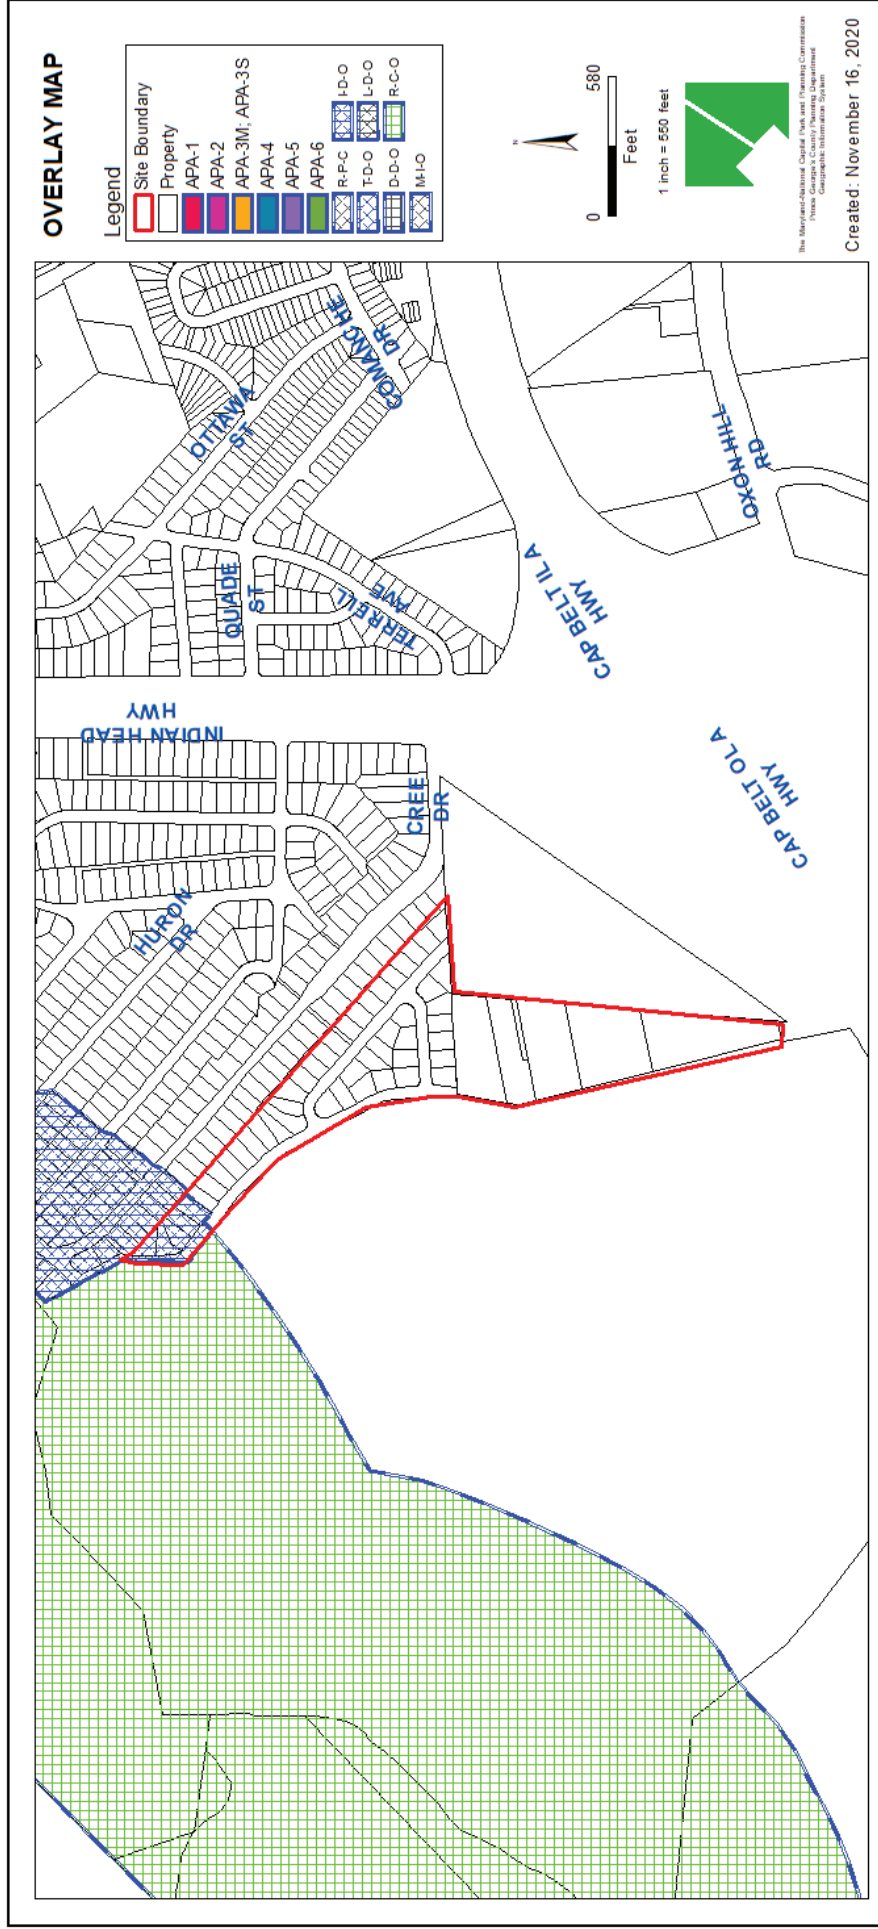 OVERLAY MAP
Legend
Site Boundary
Property
APA-1
APA-2
APA-3M; APA-3S
APA-4
APA-5
APA-6
R-P-C
T-D-O
D-D-O
M-I-O
I-D-O
L-D-O
R-C-O
N
0
580
Feet
1 inch = 550 feet
The Maryland-National Capital Park and Planning Commission
Prince George's County Planning Department
Geographic Information System
Created: November 16, 2020
INDIAN HEAD
HWY
HURON
DR
CREE
DR
QUADE
ST
OTTAWA
ST
COMANCHE
DR
TERRELL
AVE
CAP BELT IL A
HWY
CAP BELT OL A
HWY
OXON HILL
RD